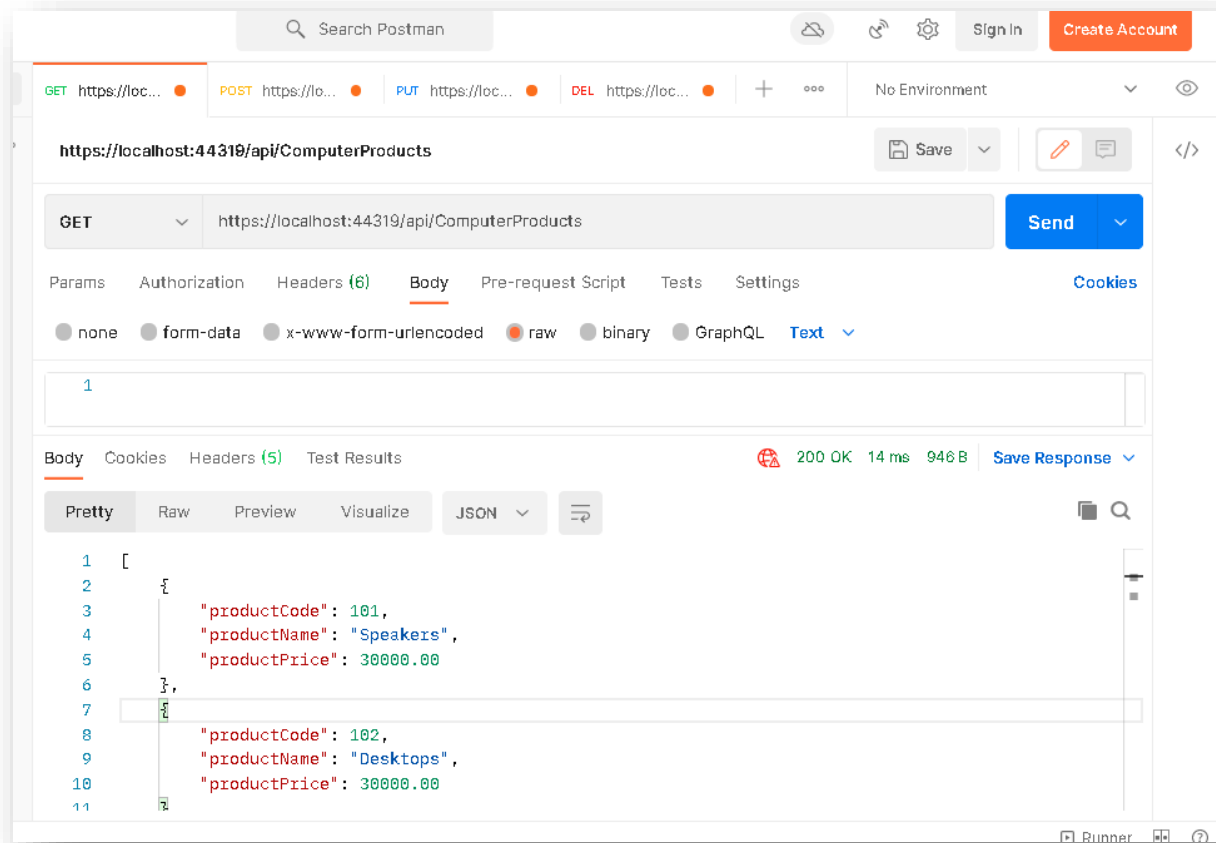 Search Postman Sign In Create Account
GET https://loc... POST https://lo... PUT https://loc... DEL https://loc... + ooo No Environment
https://localhost:44319/api/ComputerProducts Save </>
GET https://localhost:44319/api/ComputerProducts Send
Params Authorization Headers (6) Body Pre-request Script Tests Settings Cookies
none form-data x-www-form-urlencoded raw binary GraphQL Text
1
Body Cookies Headers (5) Test Results 200 OK 14 ms 946 B Save Response
Pretty Raw Preview Visualize JSON
1 [
2 {
3 "productCode": 101,
4 "productName": "Speakers",
5 "productPrice": 30000.00
6 },
7 {
8 "productCode": 102,
9 "productName": "Desktops",
10 "productPrice": 30000.00
11 }
Runner ?